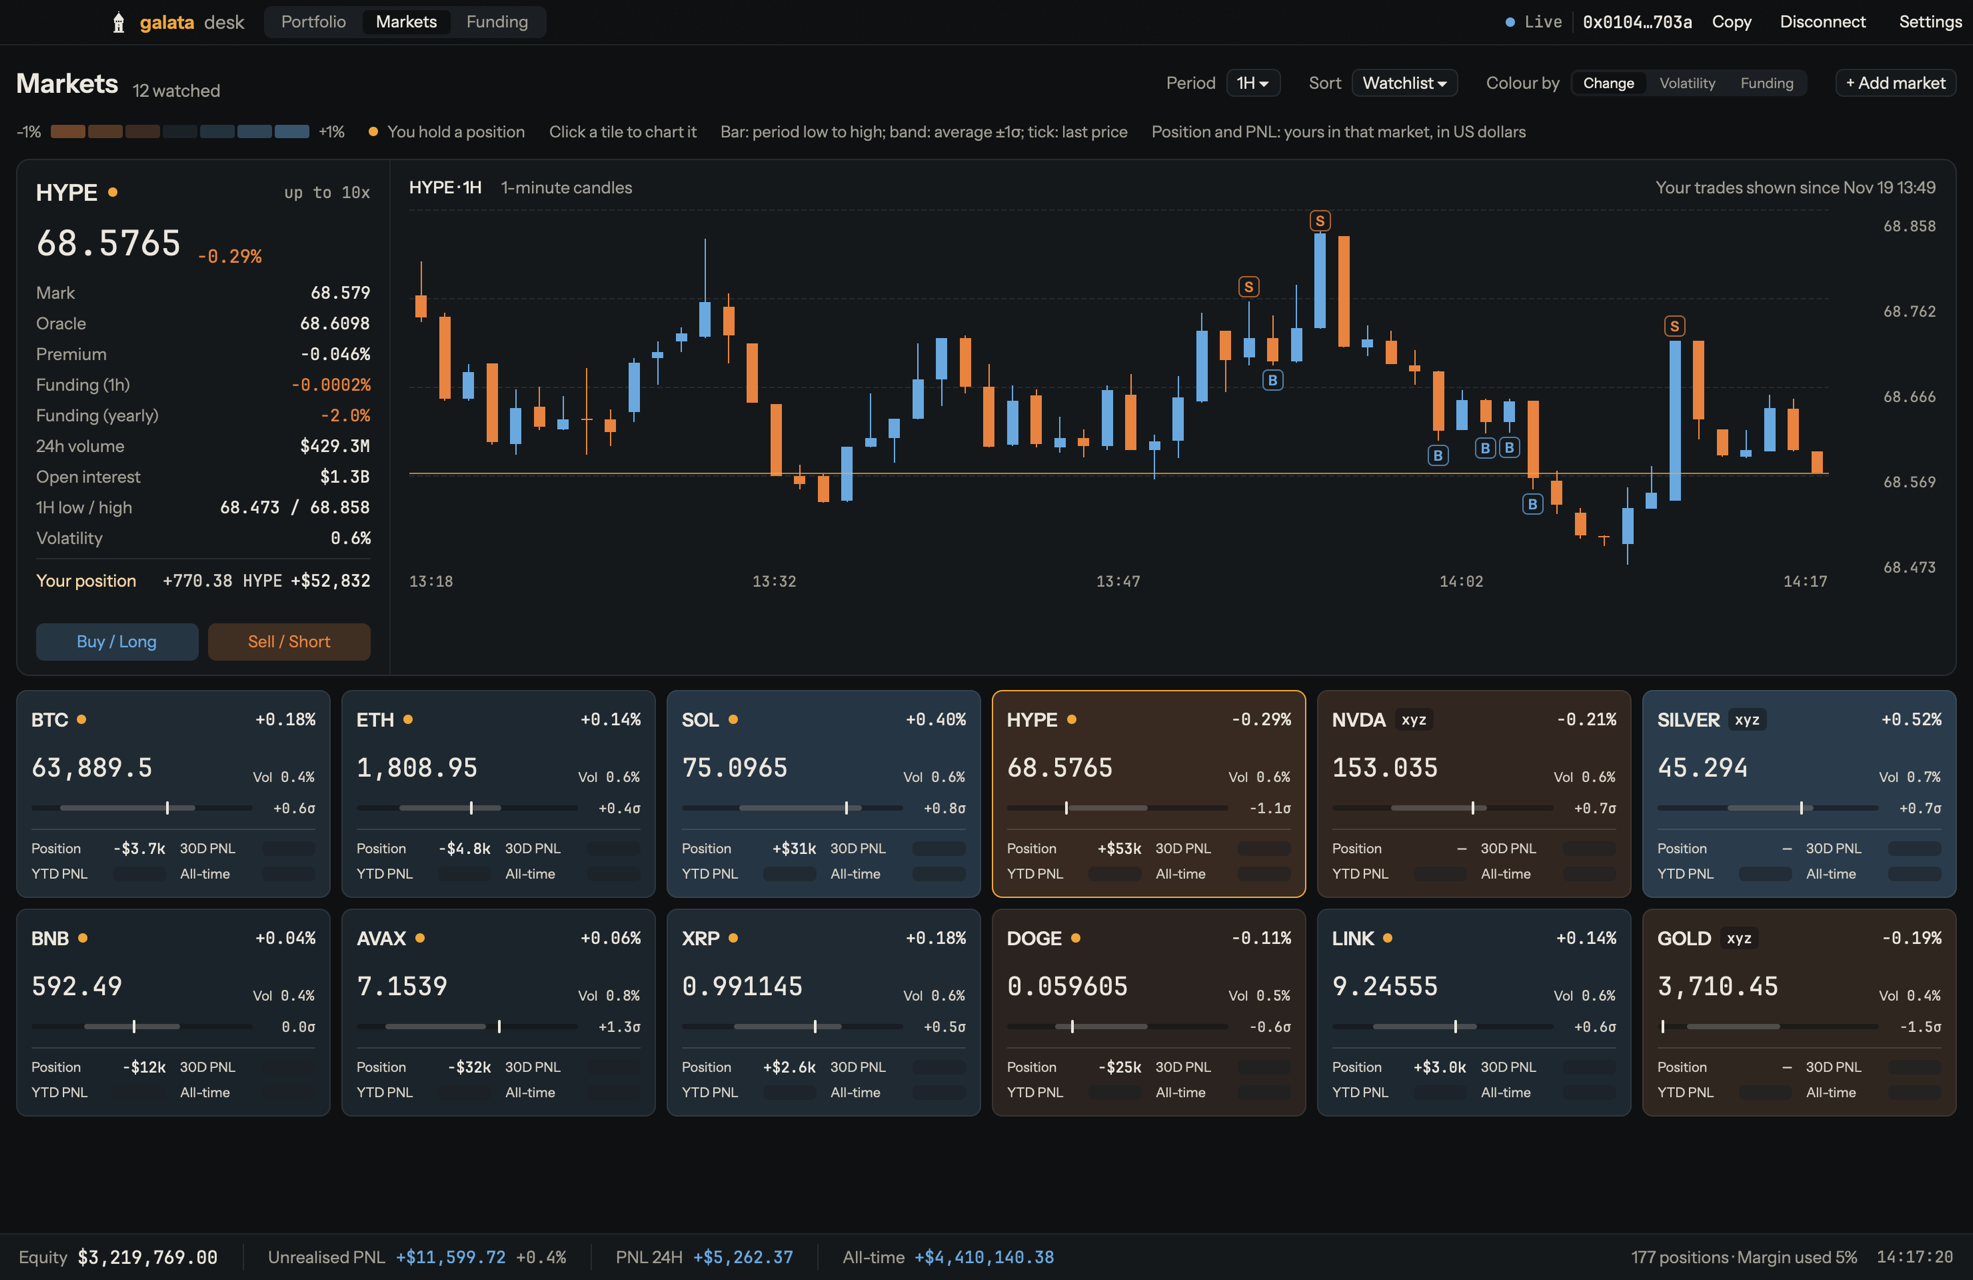 galata desk Portfolio Markets Funding Live 0x0104…703a Copy Disconnect Settings
Markets 12 watched Period 1H Sort Watchlist Colour by Change Volatility Funding + Add market
-1% +1% You hold a position Click a tile to chart it Bar: period low to high; band: average ±1σ; tick: last price Position and PNL: yours in that market, in US dollars
HYPE up to 10x
68.5765 -0.29%
Mark 68.579
Oracle 68.6098
Premium -0.046%
Funding (1h) -0.0002%
Funding (yearly) -2.0%
24h volume $429.3M
Open interest $1.3B
1H low / high 68.473 / 68.858
Volatility 0.6%
Your position +770.38 HYPE +$52,832
Buy / Long Sell / Short
HYPE·1H 1-minute candles Your trades shown since Nov 19 13:49
S
68.858
S
68.762
S
B
68.666
B B B
68.569
B
68.473
13:18 13:32 13:47 14:02 14:17
BTC +0.18%
63,889.5 Vol 0.4%
+0.6σ
Position -$3.7k 30D PNL
YTD PNL All-time
ETH +0.14%
1,808.95 Vol 0.6%
+0.4σ
Position -$4.8k 30D PNL
YTD PNL All-time
SOL +0.40%
75.0965 Vol 0.6%
+0.8σ
Position +$31k 30D PNL
YTD PNL All-time
HYPE -0.29%
68.5765 Vol 0.6%
-1.1σ
Position +$53k 30D PNL
YTD PNL All-time
NVDA xyz -0.21%
153.035 Vol 0.6%
+0.7σ
Position — 30D PNL
YTD PNL All-time
SILVER xyz +0.52%
45.294 Vol 0.7%
+0.7σ
Position — 30D PNL
YTD PNL All-time
BNB +0.04%
592.49 Vol 0.4%
0.0σ
Position -$12k 30D PNL
YTD PNL All-time
AVAX +0.06%
7.1539 Vol 0.8%
+1.3σ
Position -$32k 30D PNL
YTD PNL All-time
XRP +0.18%
0.991145 Vol 0.6%
+0.5σ
Position +$2.6k 30D PNL
YTD PNL All-time
DOGE -0.11%
0.059605 Vol 0.5%
-0.6σ
Position -$25k 30D PNL
YTD PNL All-time
LINK +0.14%
9.24555 Vol 0.6%
+0.6σ
Position +$3.0k 30D PNL
YTD PNL All-time
GOLD xyz -0.19%
3,710.45 Vol 0.4%
-1.5σ
Position — 30D PNL
YTD PNL All-time
Equity $3,219,769.00 Unrealised PNL +$11,599.72 +0.4% PNL 24H +$5,262.37 All-time +$4,410,140.38 177 positions·Margin used 5% 14:17:20